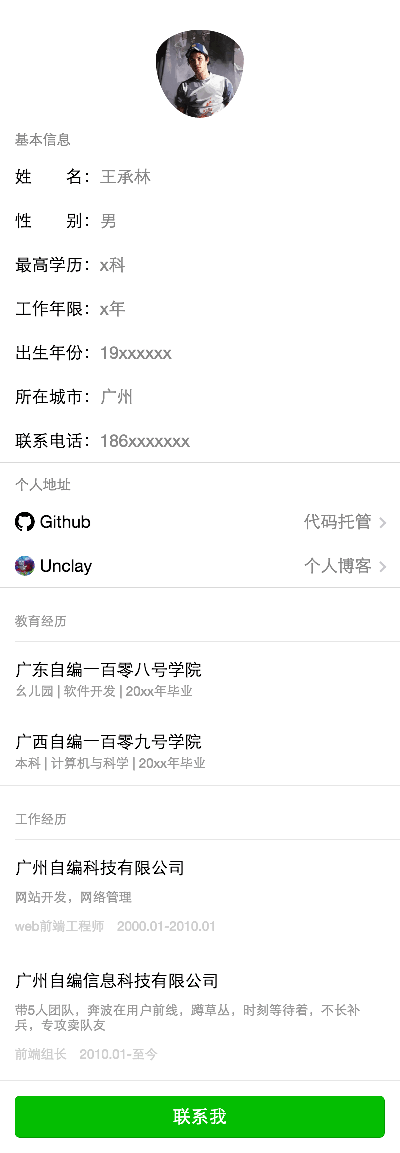 基本信息
姓　　名：王承林
性　　别：男
最高学历：x科
工作年限：x年
出生年份：19xxxxxx
所在城市：广州
联系电话：186xxxxxxx
个人地址
Github 代码托管
Unclay 个人博客
教育经历
广东自编一百零八号学院
幺儿园 | 软件开发 | 20xx年毕业
广西自编一百零九号学院
本科 | 计算机与科学 | 20xx年毕业
工作经历
广州自编科技有限公司
网站开发，网络管理
web前端工程师 2000.01-2010.01
广州自编信息科技有限公司
带5人团队，奔波在用户前线，蹲草丛，时刻等待着，不长补
兵，专攻卖队友
前端组长 2010.01-至今
联系我